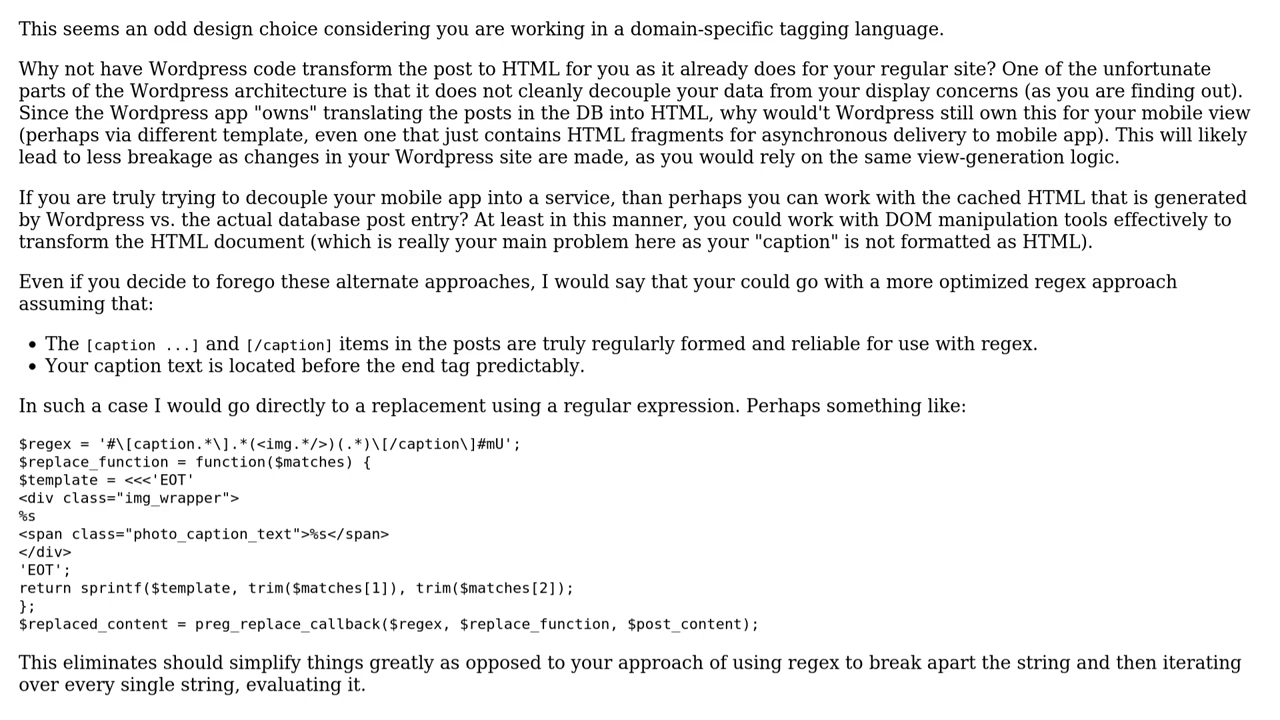 This seems an odd design choice considering you are working in a domain-specific tagging language.
Why not have Wordpress code transform the post to HTML for you as it already does for your regular site? One of the unfortunate
parts of the Wordpress architecture is that it does not cleanly decouple your data from your display concerns (as you are finding out).
Since the Wordpress app "owns" translating the posts in the DB into HTML, why would't Wordpress still own this for your mobile view
(perhaps via different template, even one that just contains HTML fragments for asynchronous delivery to mobile app). This will likely
lead to less breakage as changes in your Wordpress site are made, as you would rely on the same view-generation logic.
If you are truly trying to decouple your mobile app into a service, than perhaps you can work with the cached HTML that is generated
by Wordpress vs. the actual database post entry? At least in this manner, you could work with DOM manipulation tools effectively to
transform the HTML document (which is really your main problem here as your "caption" is not formatted as HTML).
Even if you decide to forego these alternate approaches, I would say that your could go with a more optimized regex approach
assuming that:
• The [caption ...] and [/caption] items in the posts are truly regularly formed and reliable for use with regex.
• Your caption text is located before the end tag predictably.
In such a case I would go directly to a replacement using a regular expression. Perhaps something like:
$regex = '#\[caption.*\].*(<img.*/>)(.*)\[/caption\]#mU';
$replace_function = function($matches) {
$template = <<<'EOT'
<div class="img_wrapper">
%s
<span class="photo_caption_text">%s</span>
</div>
'EOT';
return sprintf($template, trim($matches[1]), trim($matches[2]);
};
$replaced_content = preg_replace_callback($regex, $replace_function, $post_content);
This eliminates should simplify things greatly as opposed to your approach of using regex to break apart the string and then iterating
over every single string, evaluating it.